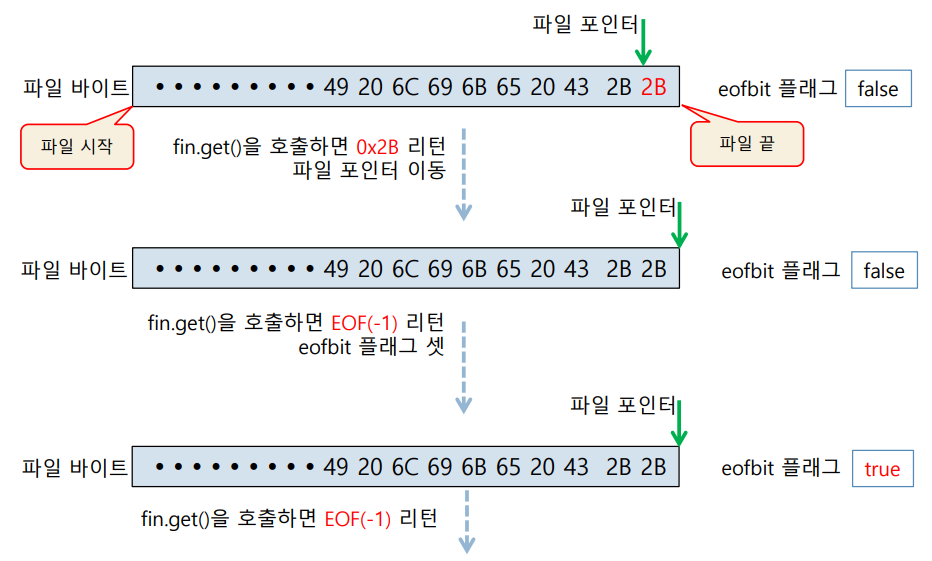 파일 포인터
파일 바이트 • • • • • • • • • 49 20 6C 69 6B 65 20 43 2B 2B eofbit 플래그 false
파일 시작
파일 끝
fin.get()을 호출하면 0x2B 리턴
파일 포인터 이동
파일 포인터
파일 바이트 • • • • • • • • • 49 20 6C 69 6B 65 20 43 2B 2B eofbit 플래그 false
fin.get()을 호출하면 EOF(-1) 리턴
eofbit 플래그 셋
파일 포인터
파일 바이트 • • • • • • • • • 49 20 6C 69 6B 65 20 43 2B 2B eofbit 플래그 true
fin.get()을 호출하면 EOF(-1) 리턴